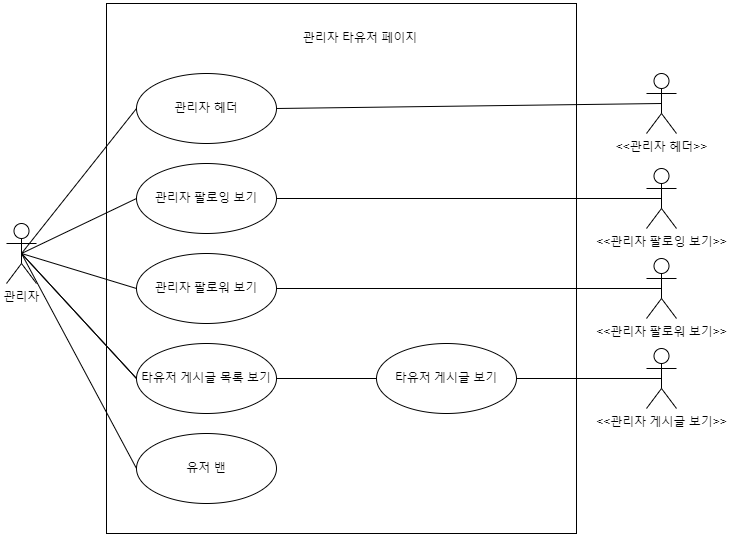 관리자 타유저 페이지
관리자 헤더
<<관리자 헤더>>
관리자 팔로잉 보기
<<관리자 팔로잉 보기>>
관리자
관리자 팔로워 보기
<<관리자 팔로워 보기>>
타유저 게시글 목록 보기
타유저 게시글 보기
<<관리자 게시글 보기>>
유저 밴